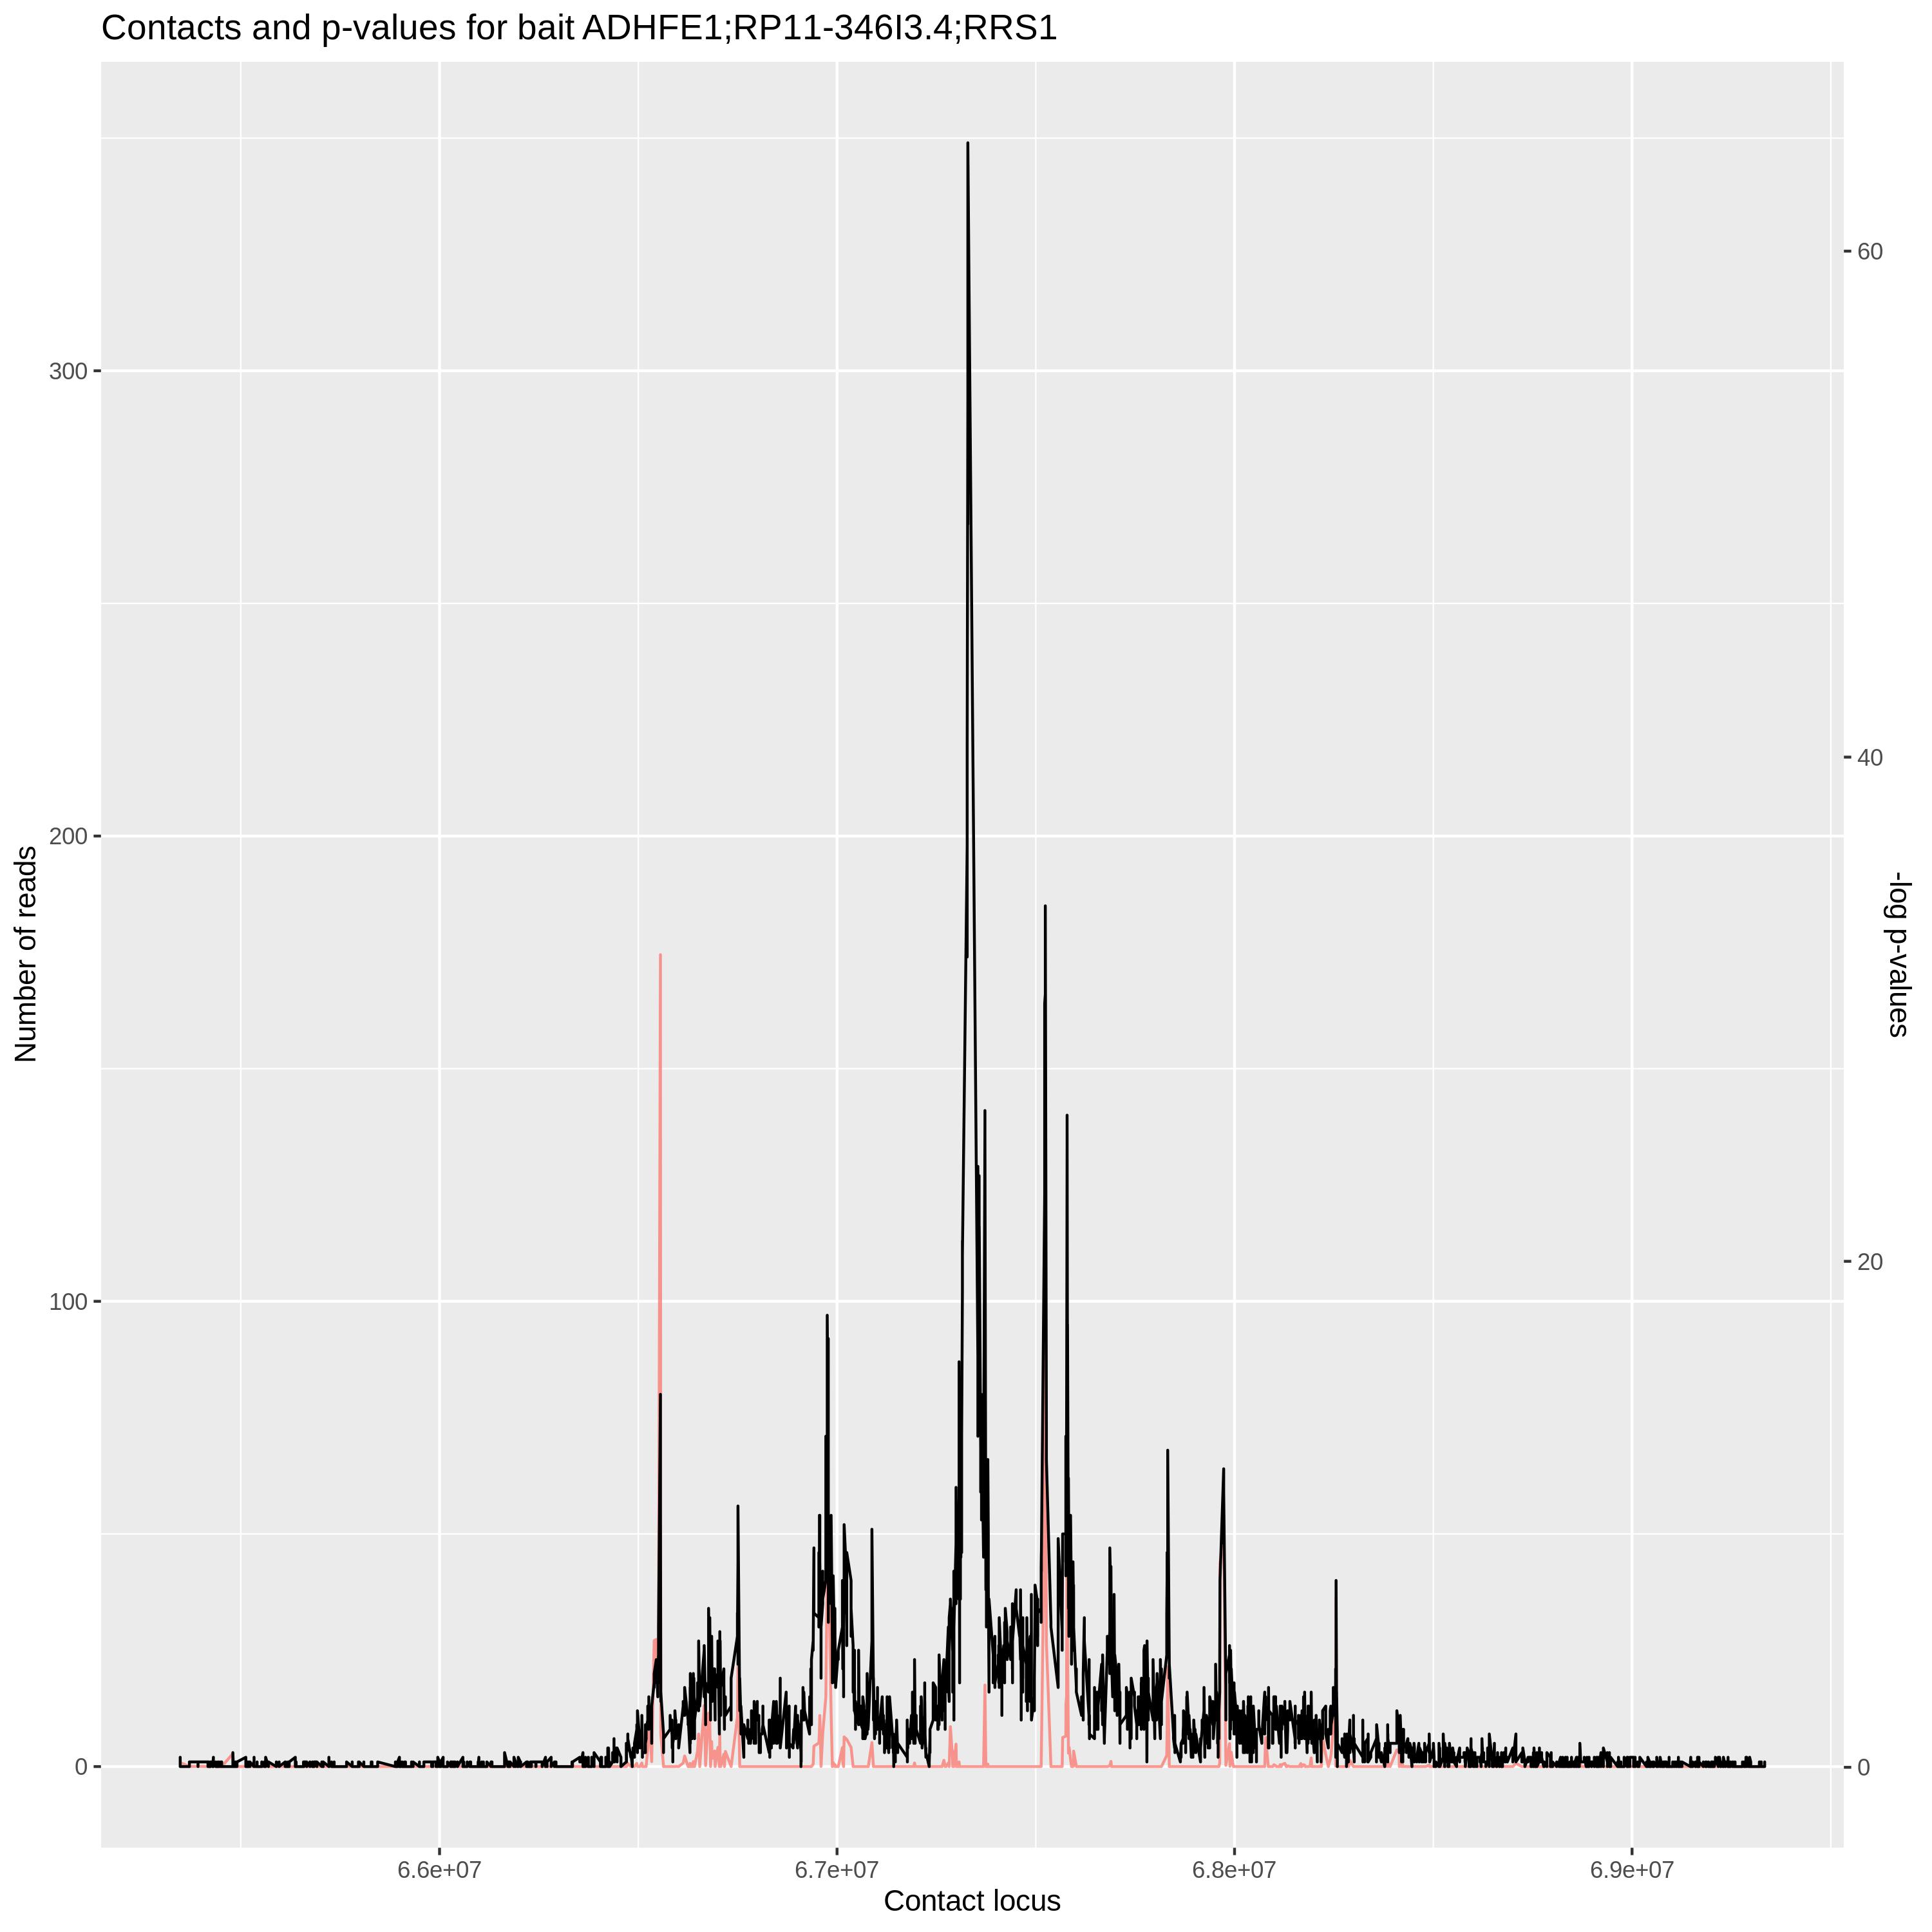 Contacts and p-values for bait ADHFE1;RP11-346I3.4;RRS1
300
200
100
0
Number of reads
60
40
20
0
-log p-values
6.6e+07
6.7e+07
6.8e+07
6.9e+07
Contact locus